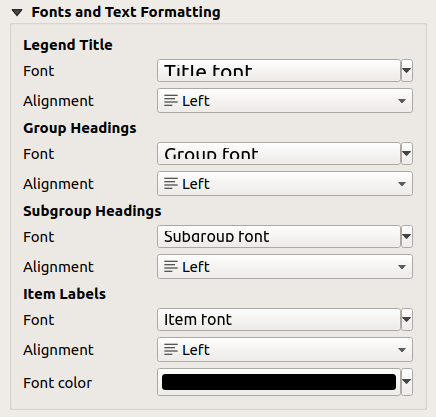 Fonts and Text Formatting
Legend Title
Font Title font
Alignment Left
Group Headings
Font Group font
Alignment Left
Subgroup Headings
Font Subgroup font
Alignment Left
Item Labels
Font Item font
Alignment Left
Font color